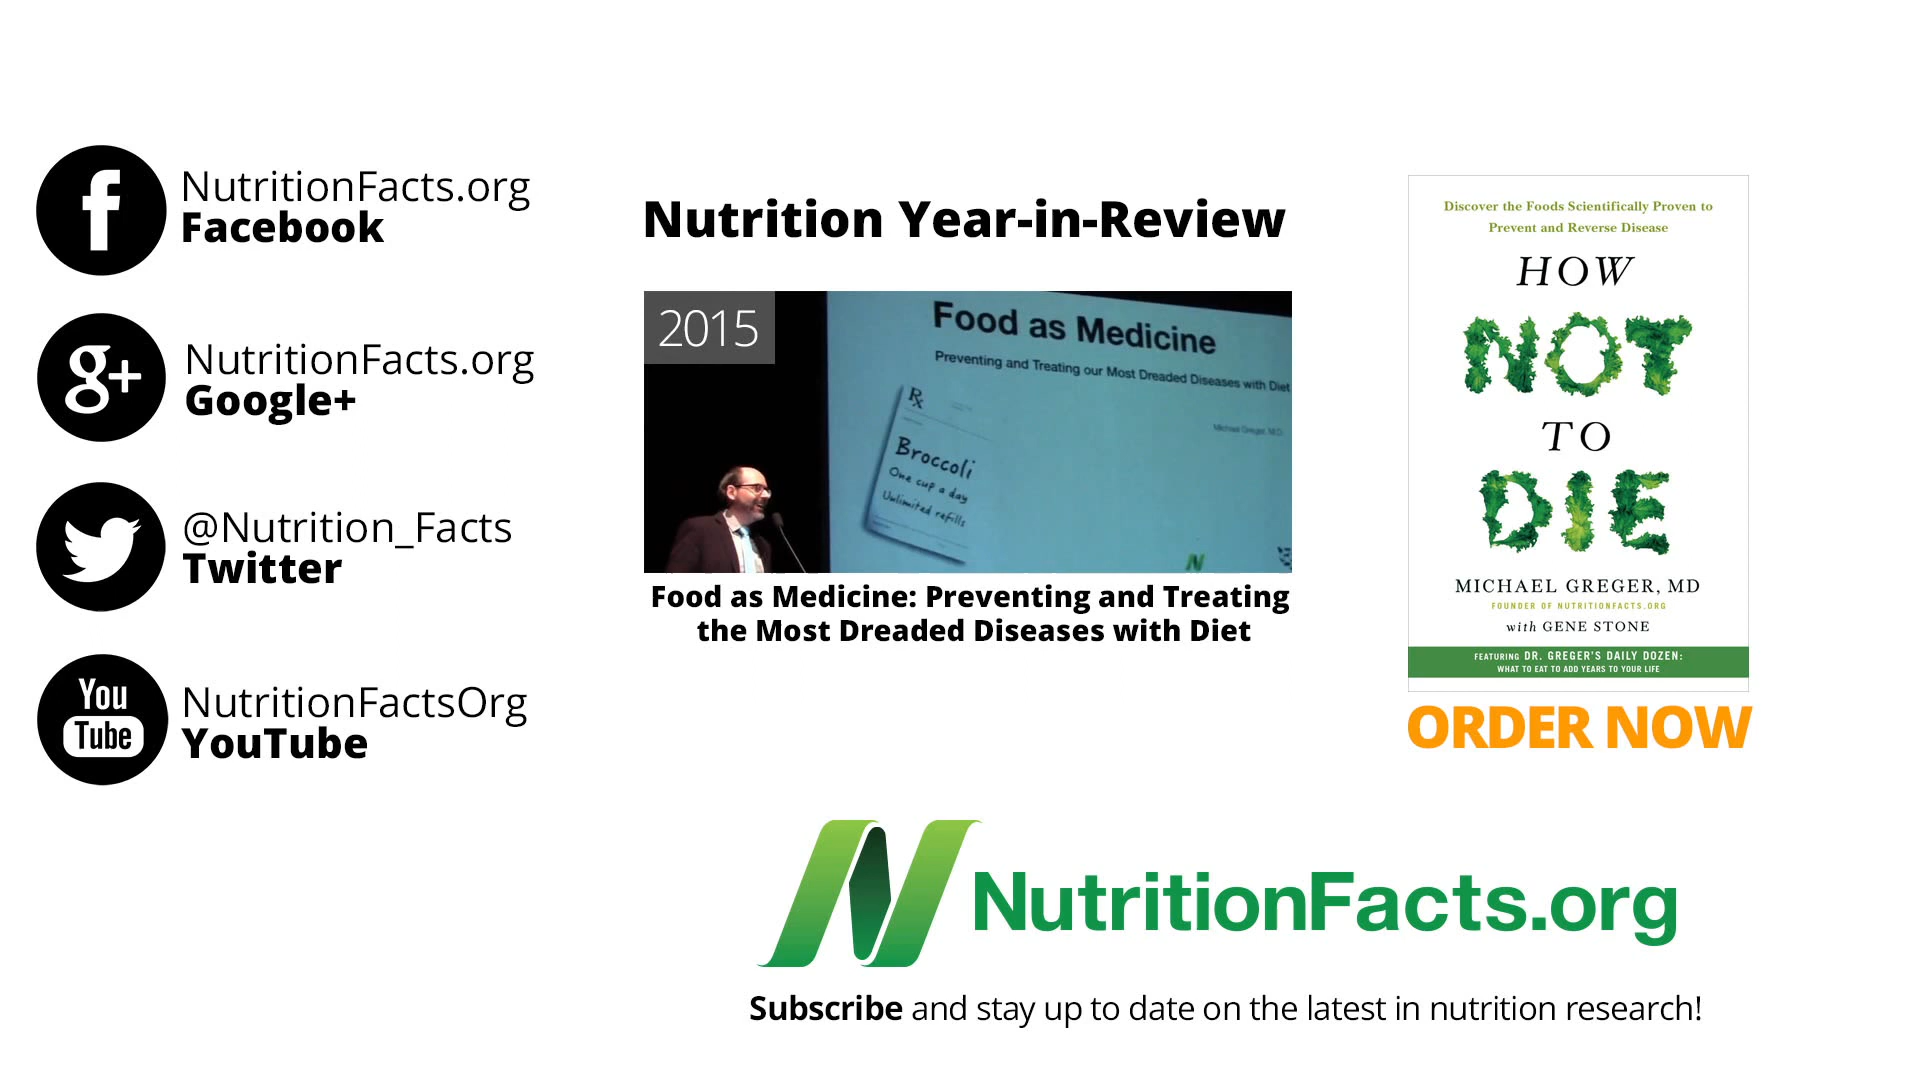 NutritionFacts.org
Facebook
NutritionFacts.org
Google+
@Nutrition_Facts
Twitter
You
Tube
NutritionFactsOrg
YouTube
Nutrition Year-in-Review
2015
Food as Medicine
Preventing and Treating our Most Dreaded Diseases with Diet
Michael Greger, M.D.
Rx
Broccoli
One cup a day
Unlimited refills
Food as Medicine: Preventing and Treating
the Most Dreaded Diseases with Diet
Discover the Foods Scientifically Proven to
Prevent and Reverse Disease
HOW
NOT
TO
DIE
MICHAEL GREGER, MD
FOUNDER OF NUTRITIONFACTS.ORG
with GENE STONE
FEATURING DR. GREGER'S DAILY DOZEN:
WHAT TO EAT TO ADD YEARS TO YOUR LIFE
ORDER NOW
NutritionFacts.org
Subscribe and stay up to date on the latest in nutrition research!